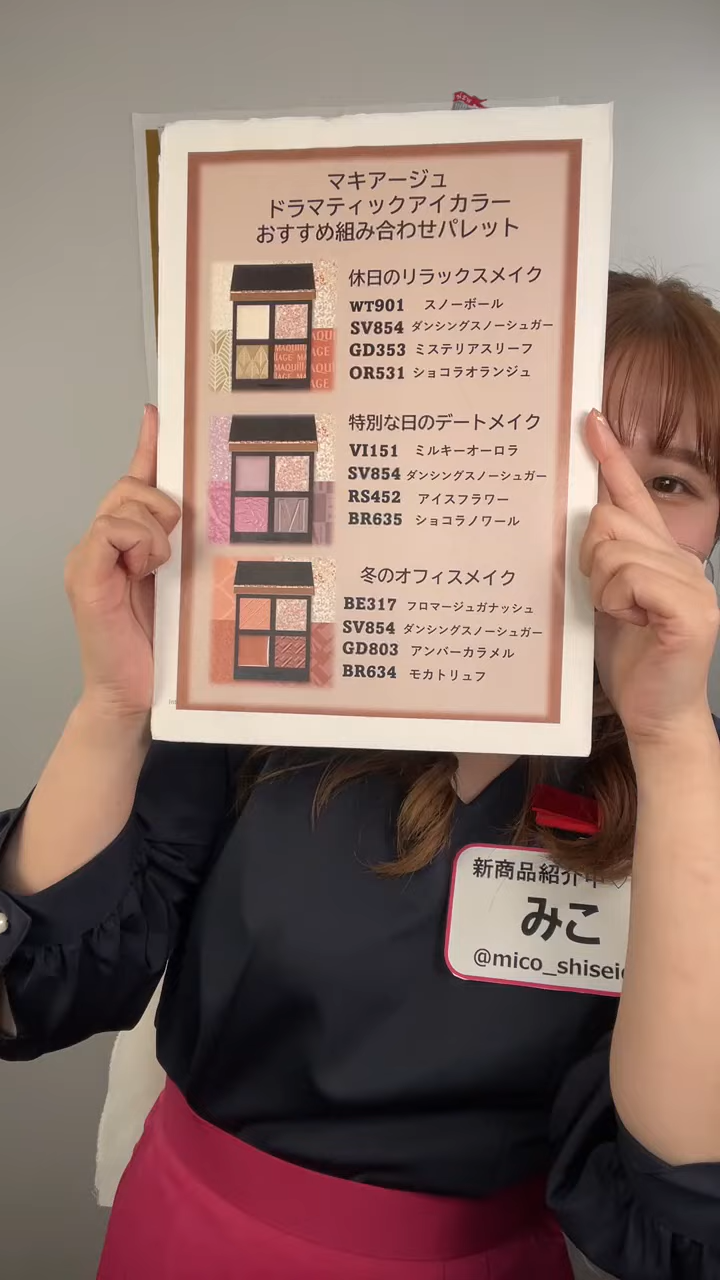 マキアージュ
ドラマティックアイカラー
おすすめ組み合わせパレット
休日のリラックスメイク
WT901 スノーボール
SV854 ダンシングスノーシュガー
GD353 ミステリアスリーフ
OR531 ショコラオランジュ
特別な日のデートメイク
VI151 ミルキーオーロラ
SV854 ダンシングスノーシュガー
RS452 アイスフラワー
BR635 ショコラノワール
冬のオフィスメイク
BE317 フロマージュガナッシュ
SV854 ダンシングスノーシュガー
GD803 アンバーカラメル
BR634 モカトリュフ
新商品紹介中
みこ
@mico_shisei